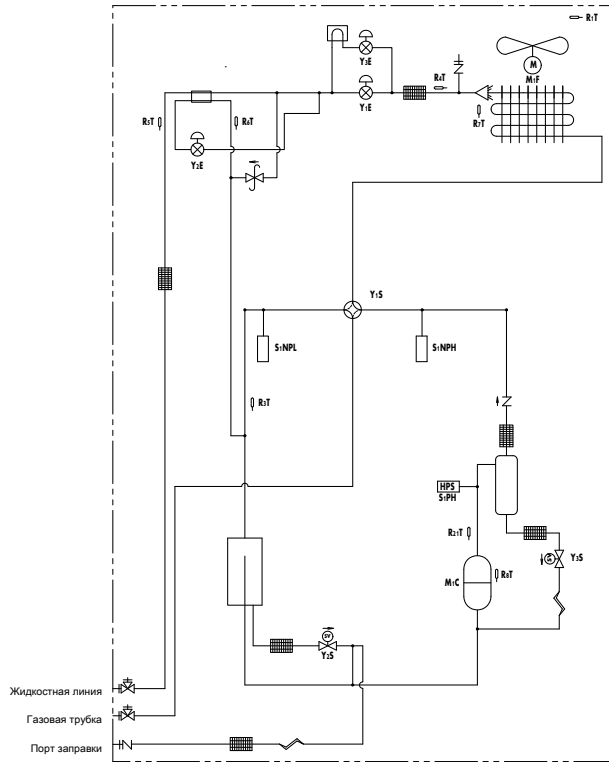 R1T
M
M1F
Y3E
R4T
Y1E
R7T
R5T
R6T
Y2E
Y1S
S1NPL
S1NPH
R3T
HPS
S1PH
R21T
M1C
R8T
Y3S
SV
Y2S
Жидкостная линия
Газовая трубка
Порт заправки